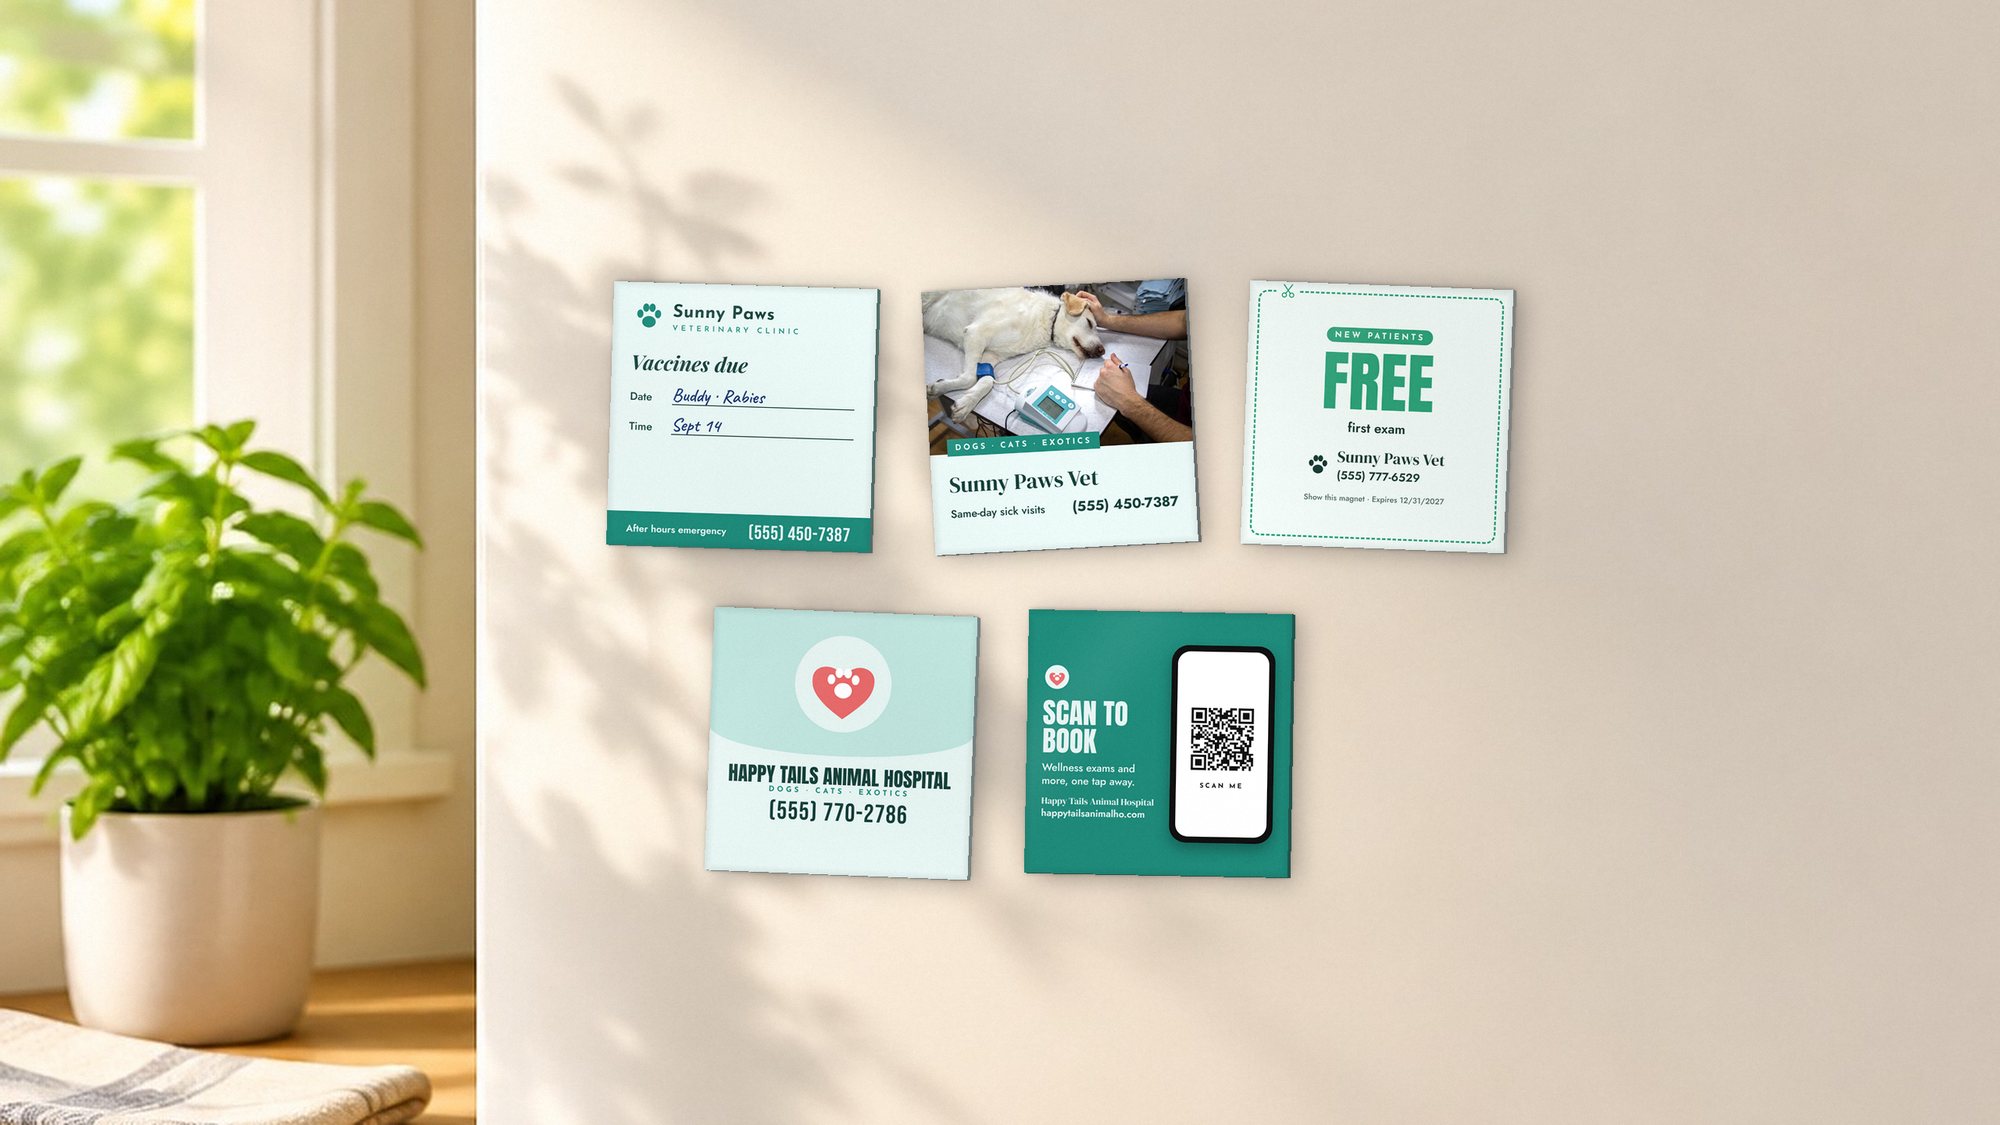 Sunny Paws
VETERINARY CLINIC
Vaccines due
Date Buddy · Rabies
Time Sept 14
After hours emergency (555) 450-7387
DOGS · CATS · EXOTICS
Sunny Paws Vet
Same-day sick visits (555) 450-7387
NEW PATIENTS
FREE
first exam
Sunny Paws Vet
(555) 777-6529
Show this magnet · Expires 12/31/2027
HAPPY TAILS ANIMAL HOSPITAL
DOGS · CATS · EXOTICS
(555) 770-2786
SCAN TO
BOOK
Wellness exams and
more, one tap away.
Happy Tails Animal Hospital
happytailsanimalho.com
SCAN ME